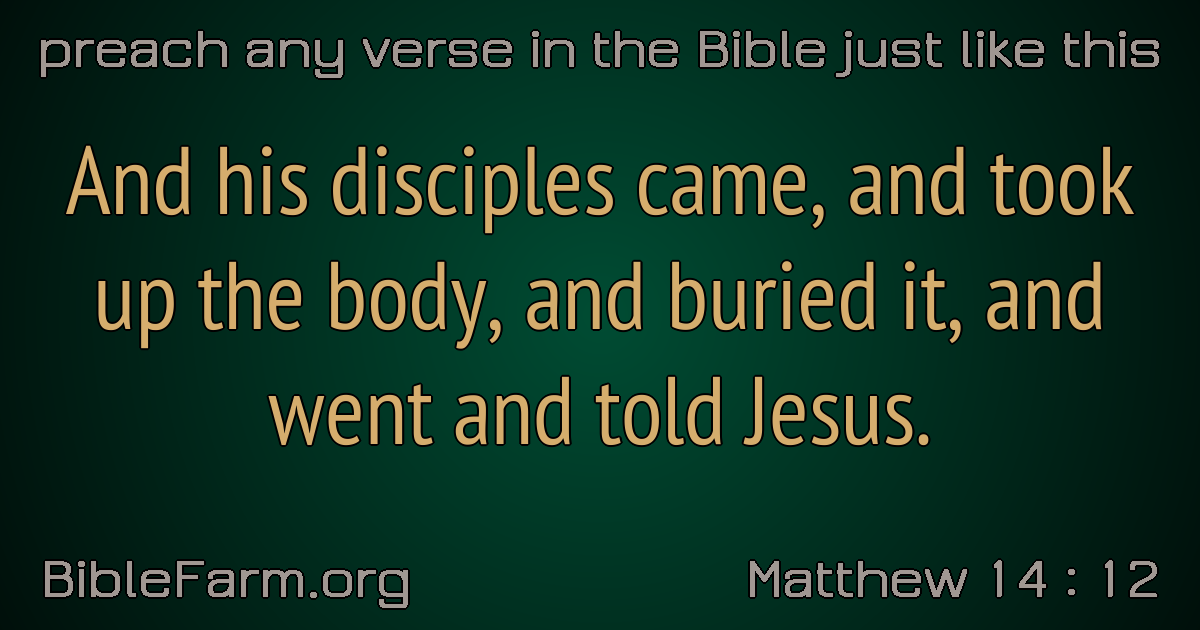 preach any verse in the Bible just like this
And his disciples came, and took
up the body, and buried it, and
went and told Jesus.
BibleFarm.org
Matthew 14 : 12